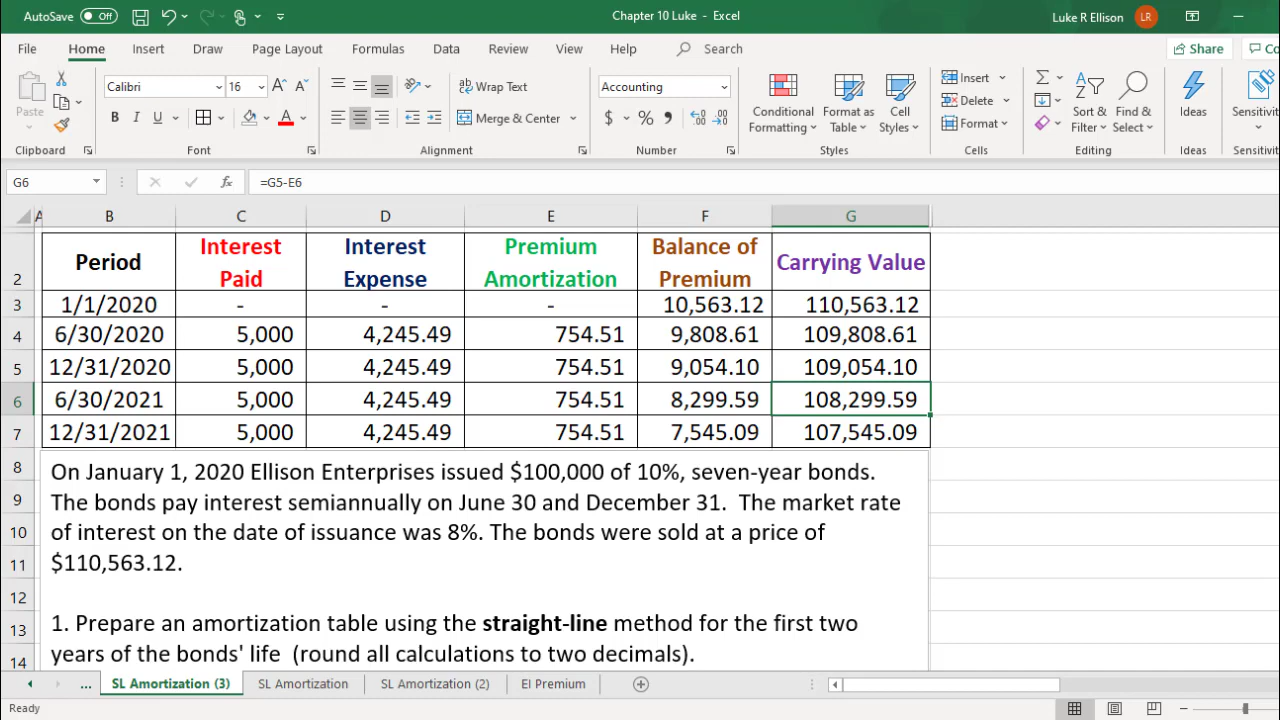 AutoSave Off Chapter 10 Luke - Excel Luke R Ellison LR
File Home Insert Draw Page Layout Formulas Data Review View Help Search Share Co
Paste Calibri 16 A^ A˅ B I U A Wrap Text Merge & Center Accounting $ % , Conditional Formatting Format as Table Cell Styles Insert Delete Format Sort & Filter Find & Select Ideas Sensitivity
Clipboard Font Alignment Number Styles Cells Editing Ideas Sensitivit
G6 fx =G5-E6
A B C D E F G
2 Period Interest Paid Interest Expense Premium Amortization Balance of Premium Carrying Value
3 1/1/2020 - - - 10,563.12 110,563.12
4 6/30/2020 5,000 4,245.49 754.51 9,808.61 109,808.61
5 12/31/2020 5,000 4,245.49 754.51 9,054.10 109,054.10
6 6/30/2021 5,000 4,245.49 754.51 8,299.59 108,299.59
7 12/31/2021 5,000 4,245.49 754.51 7,545.09 107,545.09
8 On January 1, 2020 Ellison Enterprises issued $100,000 of 10%, seven-year bonds.
9 The bonds pay interest semiannually on June 30 and December 31. The market rate
10 of interest on the date of issuance was 8%. The bonds were sold at a price of
11 $110,563.12.
12
13 1. Prepare an amortization table using the straight-line method for the first two
14 years of the bonds' life (round all calculations to two decimals).
... SL Amortization (3) SL Amortization SL Amortization (2) EI Premium
Ready